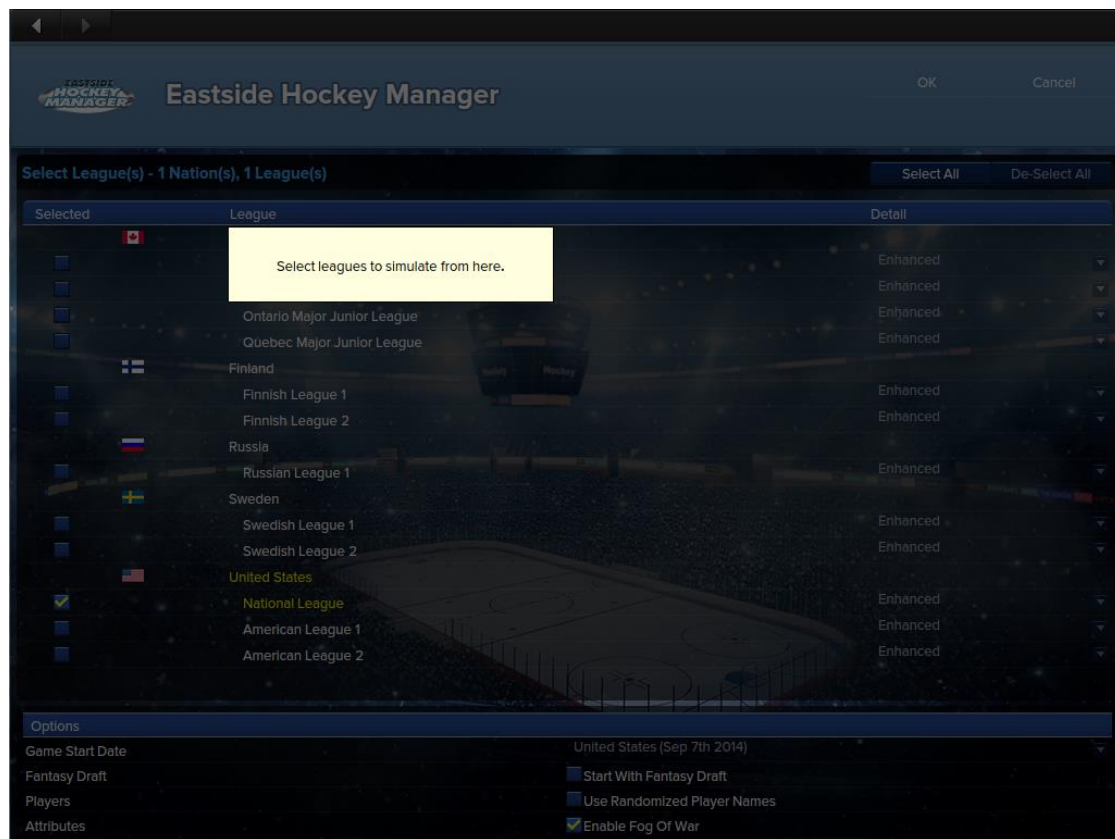 EASTSIDE
HOCKEY
MANAGER
Eastside Hockey Manager
OK Cancel
Select League(s) - 1 Nation(s), 1 League(s) Select All De-Select All
Selected League Detail
Enhanced
Select leagues to simulate from here.
Enhanced
Ontario Major Junior League Enhanced
Quebec Major Junior League Enhanced
Finland
Finnish League 1 Enhanced
Finnish League 2 Enhanced
Russia
Russian League 1 Enhanced
Sweden
Swedish League 1 Enhanced
Swedish League 2 Enhanced
United States
National League Enhanced
American League 1 Enhanced
American League 2 Enhanced
Options
Game Start Date United States (Sep 7th 2014)
Fantasy Draft Start With Fantasy Draft
Players Use Randomized Player Names
Attributes Enable Fog Of War